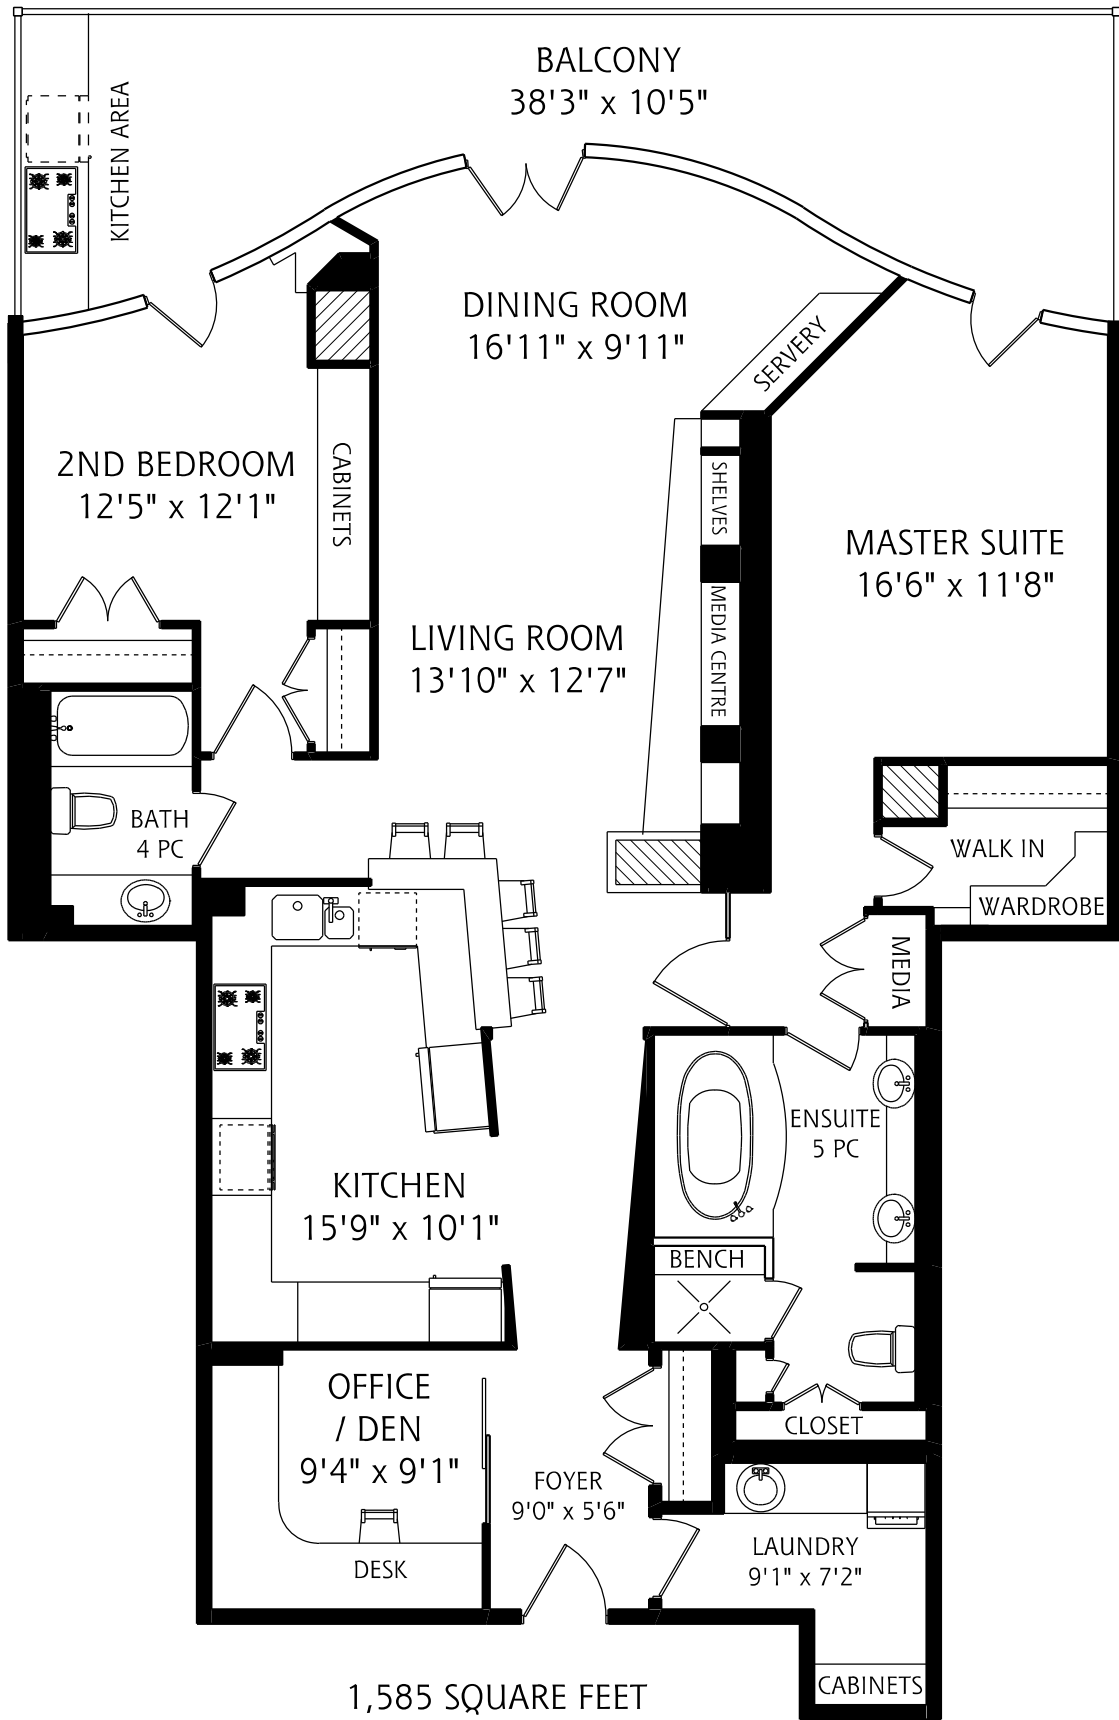 BALCONY
38'3" x 10'5"
KITCHEN AREA
DINING ROOM
16'11" x 9'11"
SERVERY
2ND BEDROOM
12'5" x 12'1"
CABINETS
SHELVES
MASTER SUITE
16'6" x 11'8"
LIVING ROOM
13'10" x 12'7"
MEDIA CENTRE
BATH
4 PC
WALK IN
WARDROBE
MEDIA
ENSUITE
5 PC
KITCHEN
15'9" x 10'1"
BENCH
OFFICE
/ DEN
9'4" x 9'1"
CLOSET
FOYER
9'0" x 5'6"
LAUNDRY
9'1" x 7'2"
DESK
CABINETS
1,585 SQUARE FEET